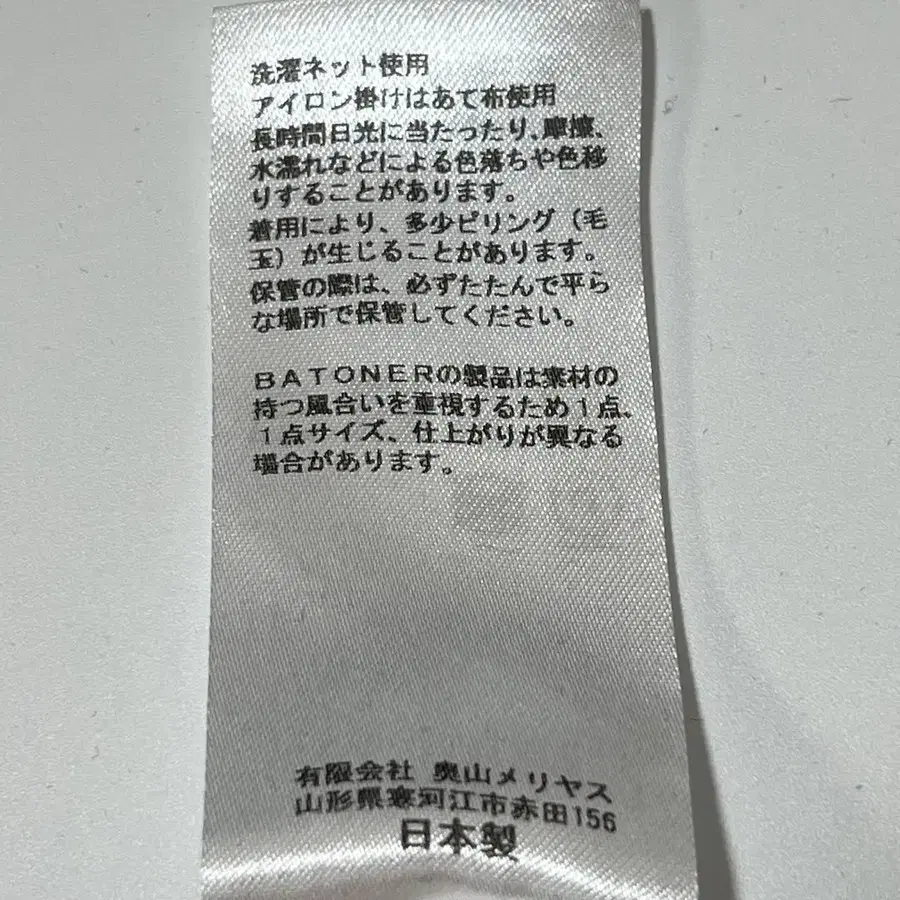 洗濯ネット使用
アイロン掛けはあて布使用
長時間日光に当たったり、摩擦、
水濡れなどによる色落ちや色移
りすることがあります。
着用により、多少ピリング（毛
玉）が生じることがあります。
保管の際は、必ずたたんで平ら
な場所で保管してください。
ＢＡＴＯＮＥＲの製品は素材の
持つ風合いを重視するため１点、
１点サイズ、仕上がりが異なる
場合があります。
有限会社 奥山メリヤス
山形県寒河江市赤田156
日本製